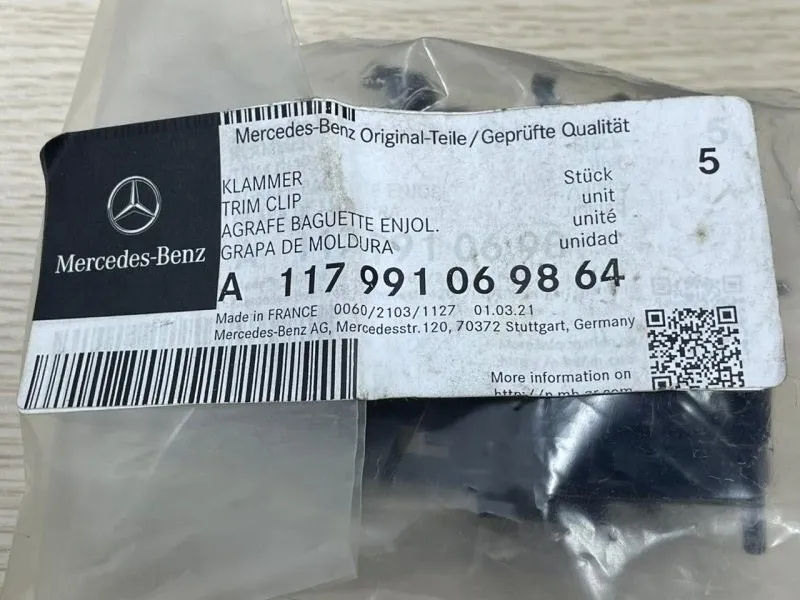 Mercedes-Benz Original-Teile/Geprüfte Qualität
5
KLAMMER
TRIM CLIP
AGRAFE BAGUETTE ENJOL.
GRAPA DE MOLDURA
Stück
unit
unité
unidad
Mercedes-Benz
A 117 991 06 98 64
Made in FRANCE 0060/2103/1127 01.03.21
Mercedes-Benz AG, Mercedesstr.120, 70372 Stuttgart, Germany
More information on